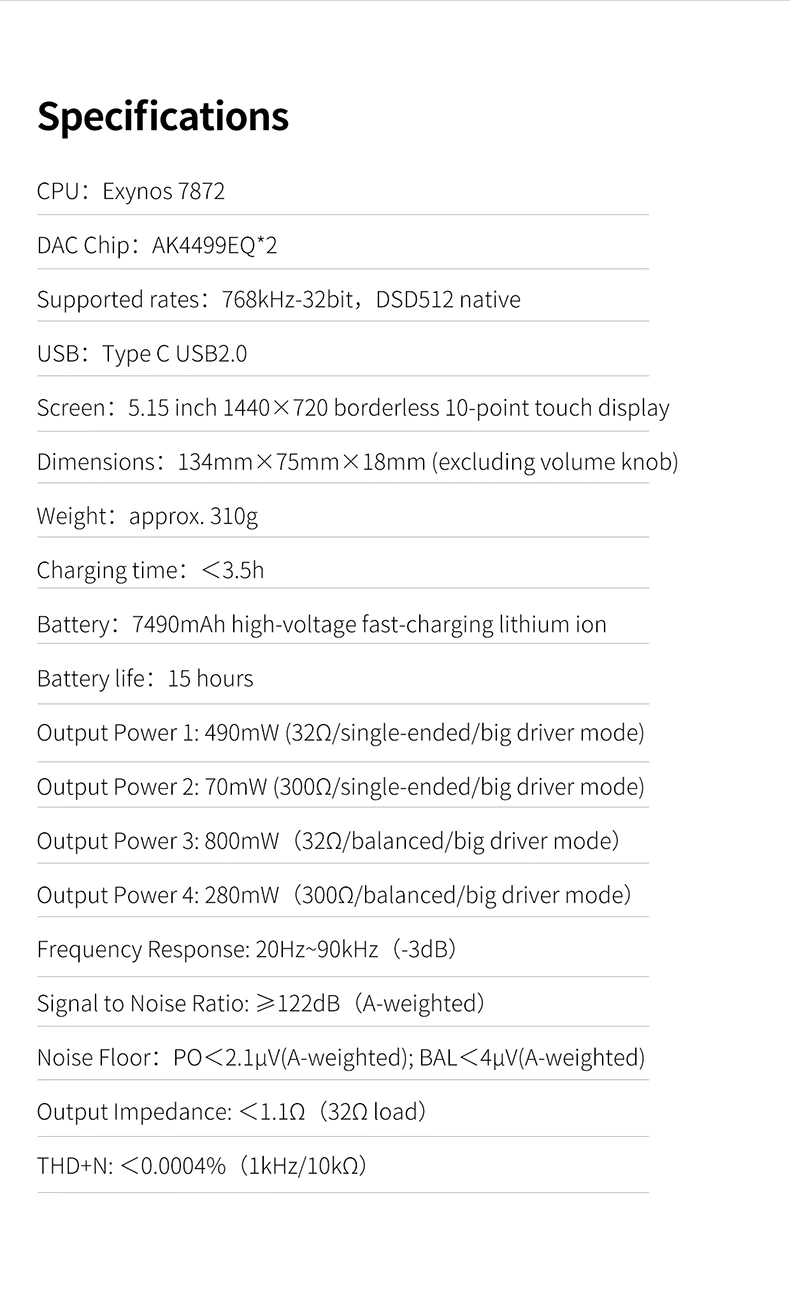 Specifications
CPU：Exynos 7872
DAC Chip：AK4499EQ*2
Supported rates：768kHz-32bit，DSD512 native
USB：Type C USB2.0
Screen：5.15 inch 1440×720 borderless 10-point touch display
Dimensions：134mm×75mm×18mm (excluding volume knob)
Weight：approx. 310g
Charging time：＜3.5h
Battery：7490mAh high-voltage fast-charging lithium ion
Battery life：15 hours
Output Power 1: 490mW (32Ω/single-ended/big driver mode)
Output Power 2: 70mW (300Ω/single-ended/big driver mode)
Output Power 3: 800mW（32Ω/balanced/big driver mode）
Output Power 4: 280mW（300Ω/balanced/big driver mode）
Frequency Response: 20Hz~90kHz（-3dB）
Signal to Noise Ratio: ⩾122dB（A-weighted）
Noise Floor：PO＜2.1μV(A-weighted); BAL＜4μV(A-weighted)
Output Impedance: ＜1.1Ω（32Ω load）
THD+N: ＜0.0004%（1kHz/10kΩ）